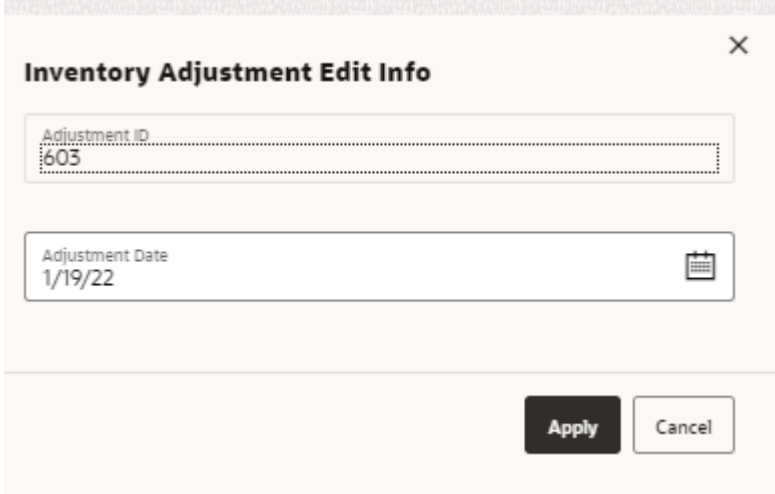 Inventory Adjustment Edit Info
Adjustment ID
603
Adjustment Date
1/19/22
Apply Cancel